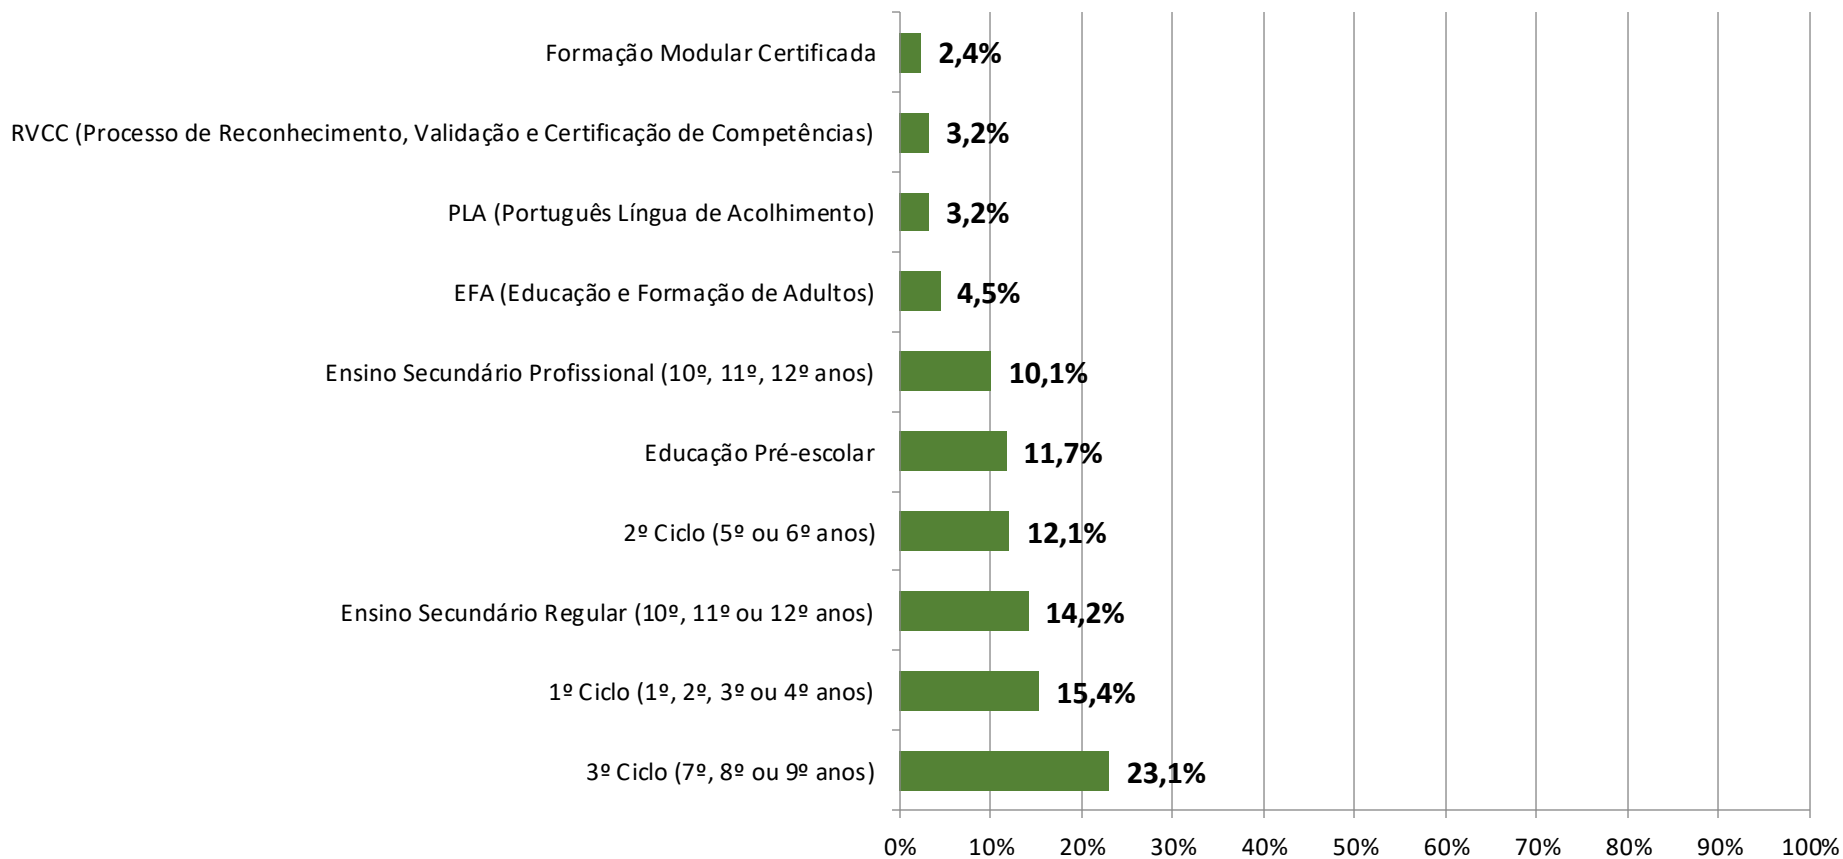 Formação Modular Certificada 2,4%
RVCC (Processo de Reconhecimento, Validação e Certificação de Competências) 3,2%
PLA (Português Língua de Acolhimento) 3,2%
EFA (Educação e Formação de Adultos) 4,5%
Ensino Secundário Profissional (10º, 11º, 12º anos) 10,1%
Educação Pré-escolar 11,7%
2º Ciclo (5º ou 6º anos) 12,1%
Ensino Secundário Regular (10º, 11º ou 12º anos) 14,2%
1º Ciclo (1º, 2º, 3º ou 4º anos) 15,4%
3º Ciclo (7º, 8º ou 9º anos) 23,1%
0% 10% 20% 30% 40% 50% 60% 70% 80% 90% 100%